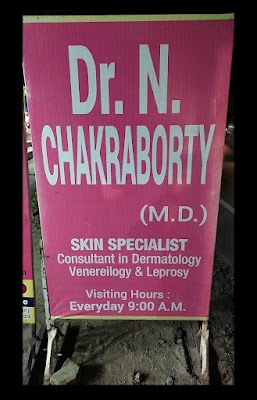 Dr. N.
CHAKRABORTY
(M.D.)
SKIN SPECIALIST
Consultant in Dermatology
Venereilogy & Leprosy
Visiting Hours :
Everyday 9:00 A.M.